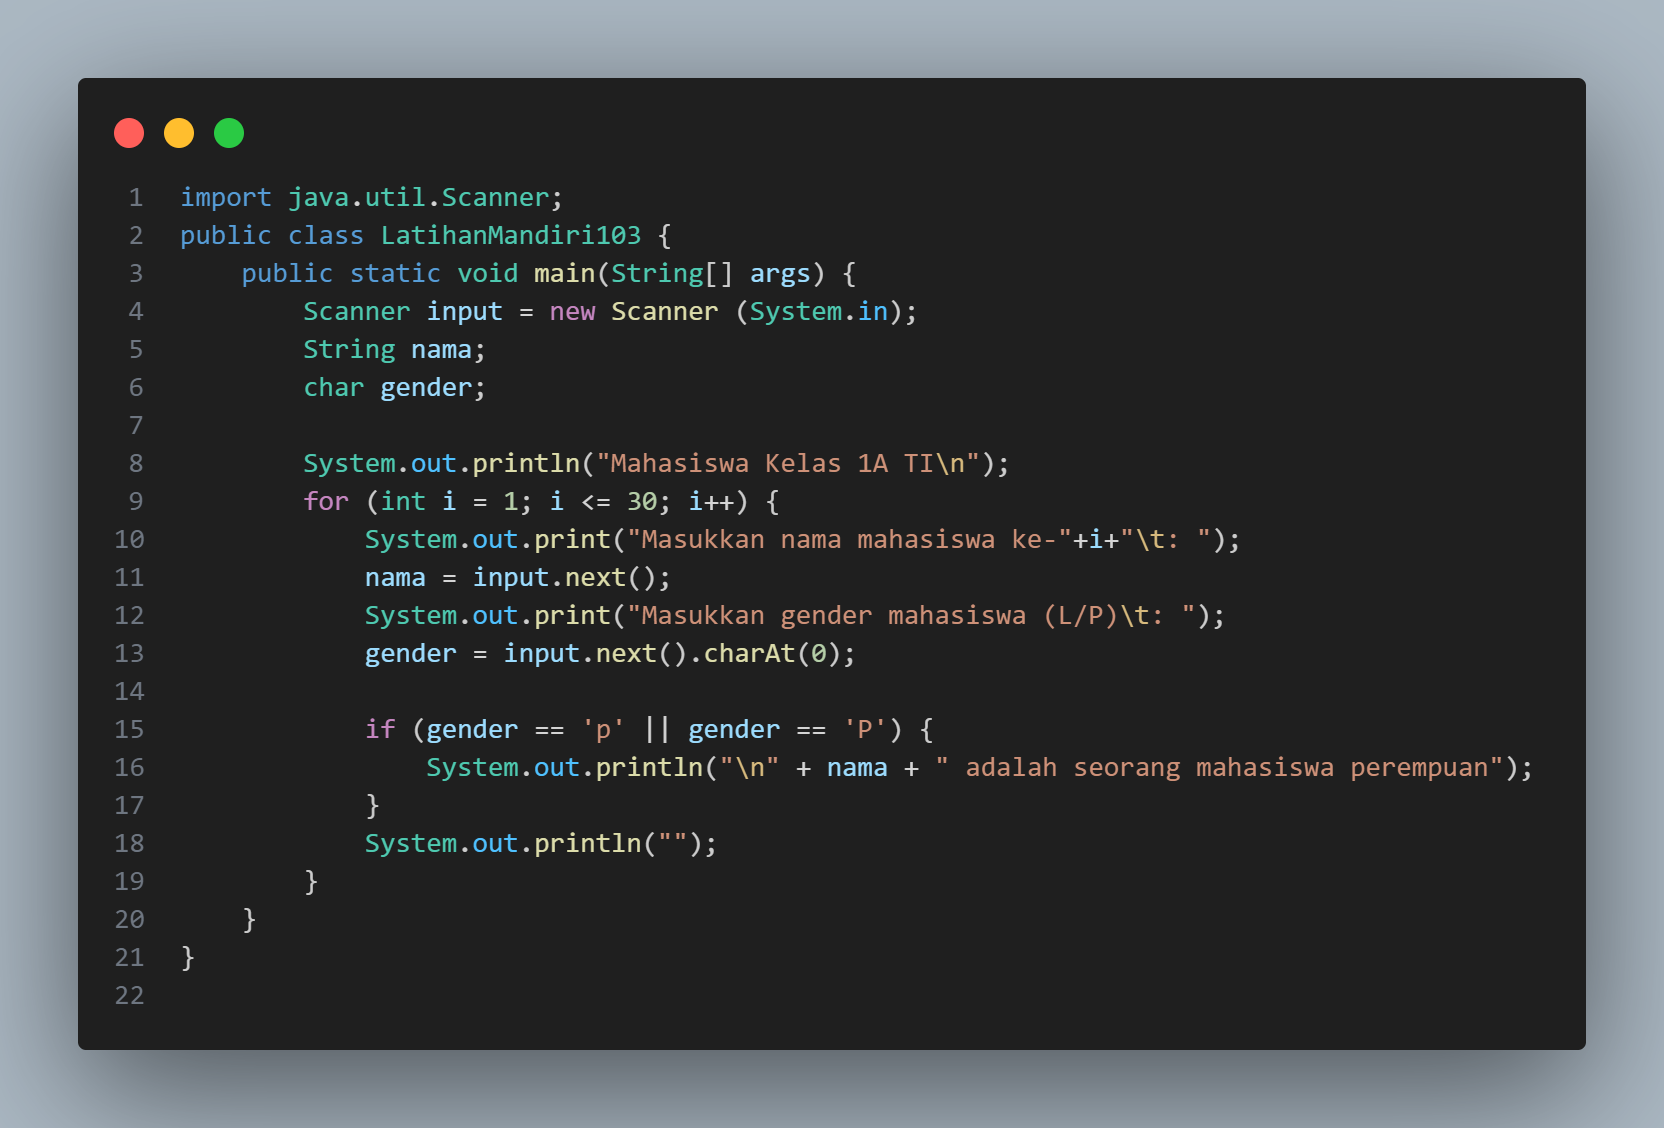 1 import java.util.Scanner;
2 public class LatihanMandiri103 {
3     public static void main(String[] args) {
4         Scanner input = new Scanner (System.in);
5         String nama;
6         char gender;
7
8         System.out.println("Mahasiswa Kelas 1A TI\n");
9         for (int i = 1; i <= 30; i++) {
10             System.out.print("Masukkan nama mahasiswa ke-"+i+"\t: ");
11             nama = input.next();
12             System.out.print("Masukkan gender mahasiswa (L/P)\t: ");
13             gender = input.next().charAt(0);
14
15             if (gender == 'p' || gender == 'P') {
16                 System.out.println("\n" + nama + " adalah seorang mahasiswa perempuan");
17             }
18             System.out.println("");
19         }
20     }
21 }
22